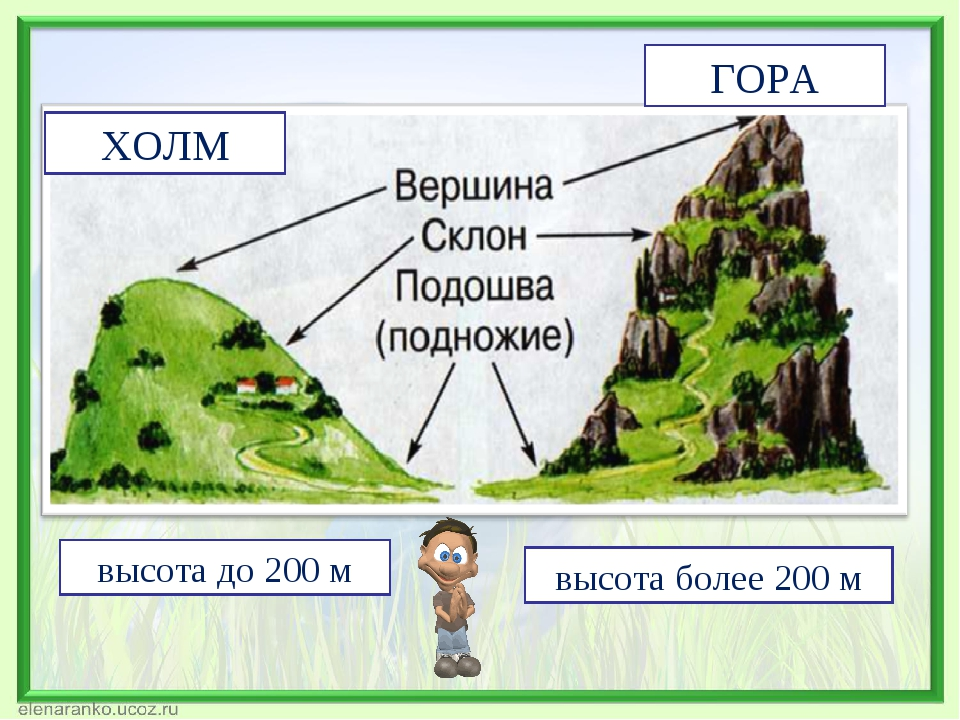 ГОРА
ХОЛМ
Вершина
Склон
Подошва
(подножие)
высота до 200 м
высота более 200 м
elenaranko.ucoz.ru